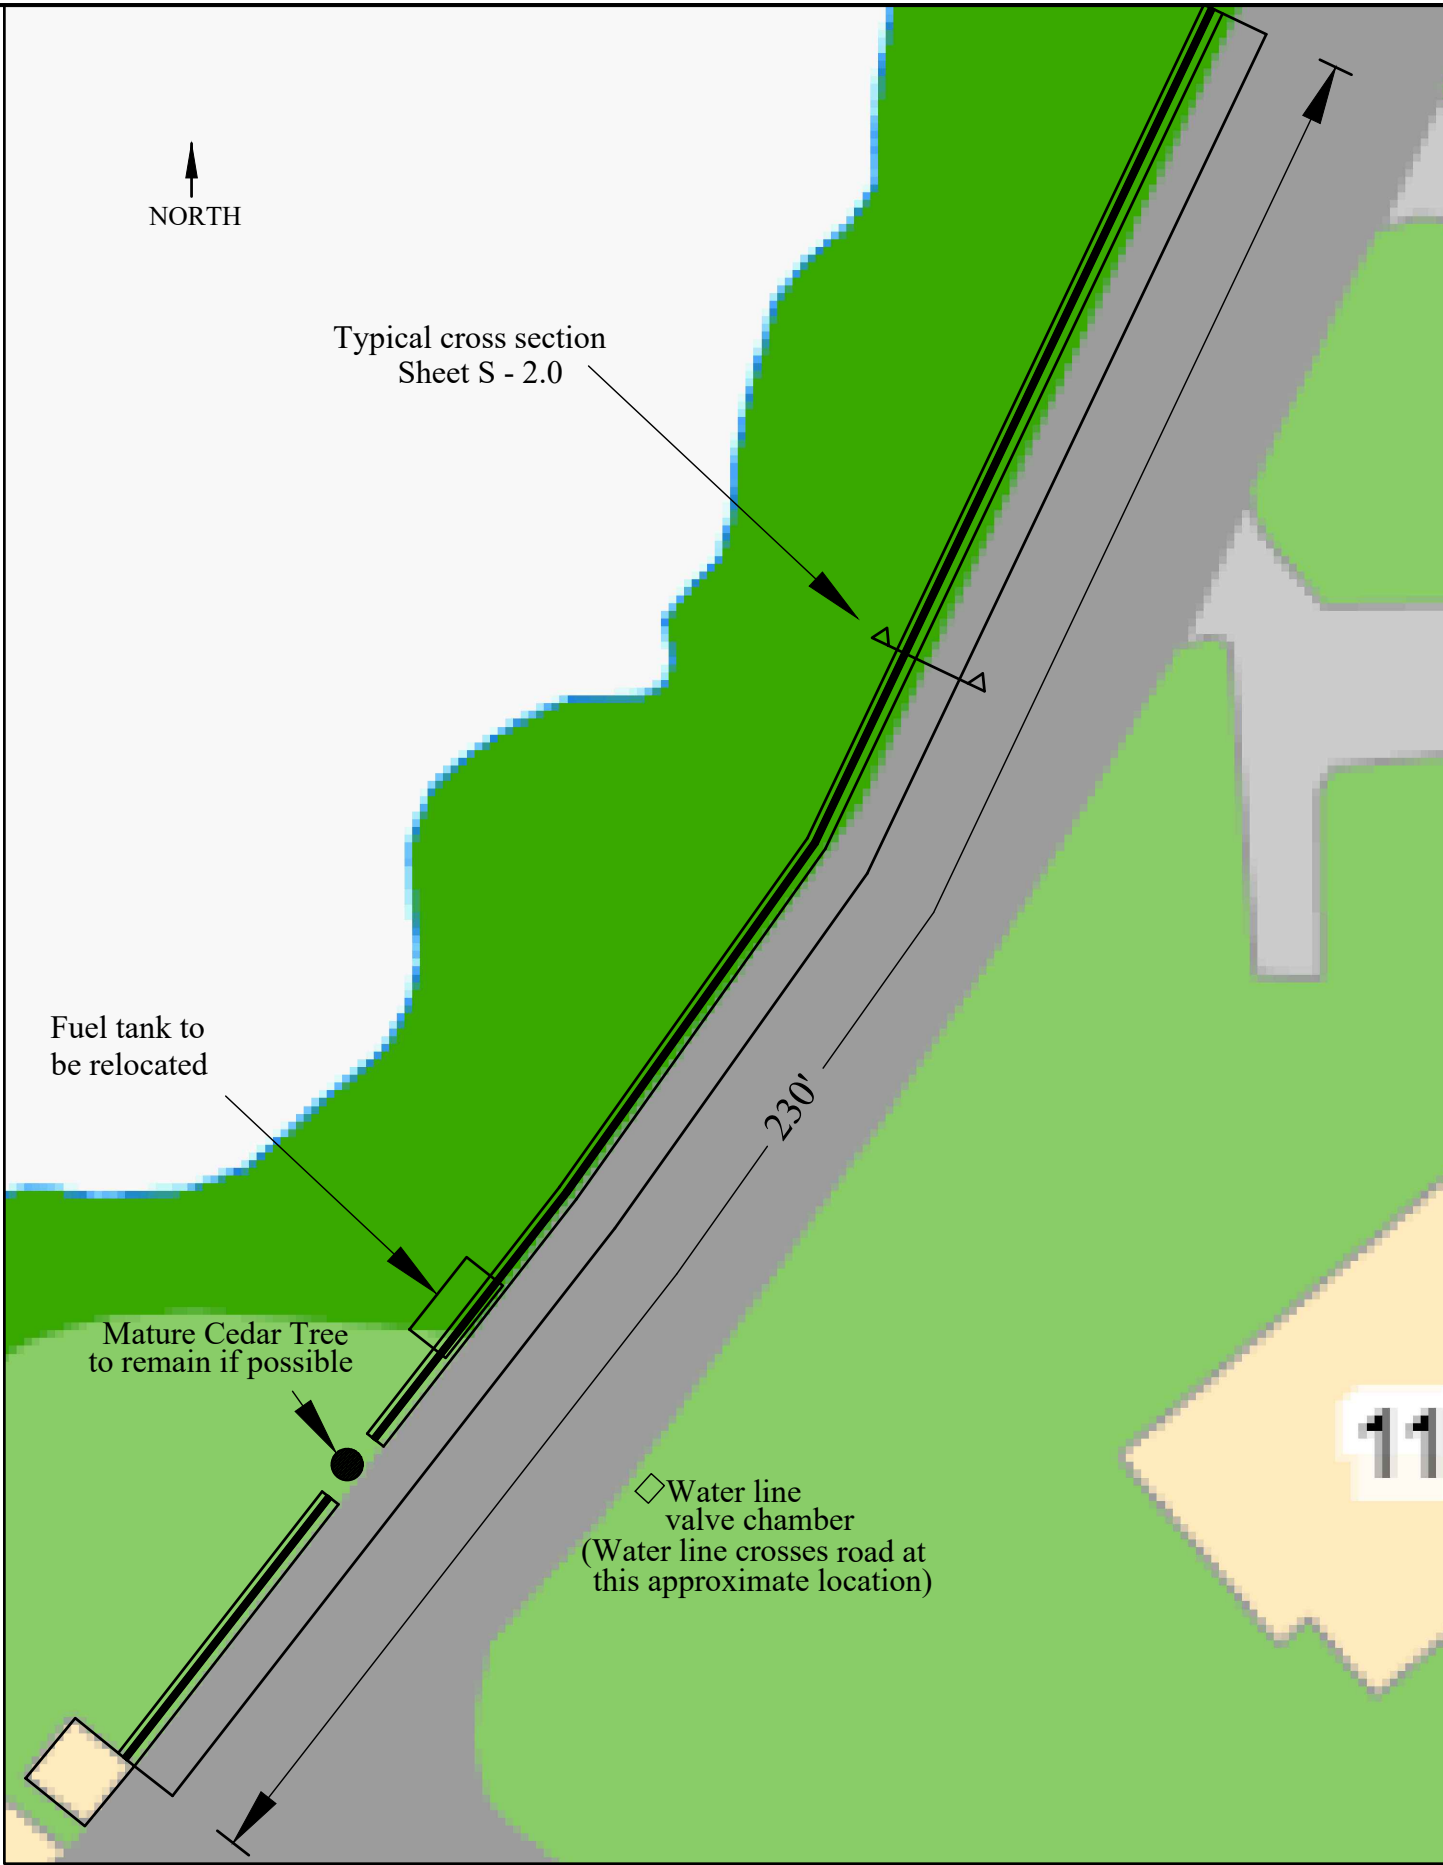 NORTH
Typical cross section
Sheet S - 2.0
Fuel tank to
be relocated
230'
Mature Cedar Tree
to remain if possible
11
Water line
valve chamber
(Water line crosses road at
this approximate location)